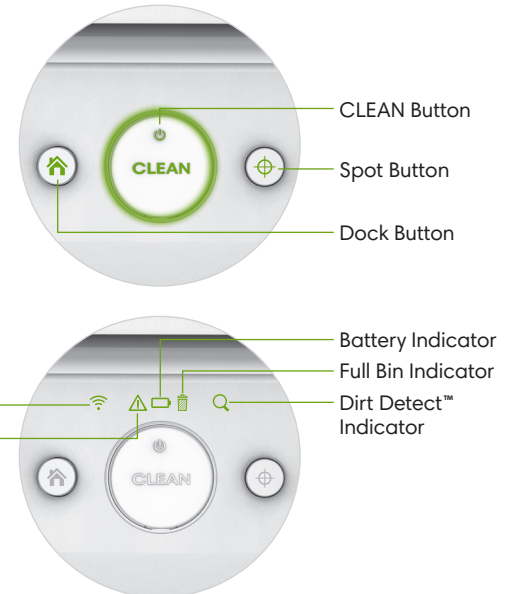 CLEAN Button
CLEAN
Spot Button
Dock Button
Battery Indicator
Full Bin Indicator
Dirt Detect™
Indicator
CLEAN